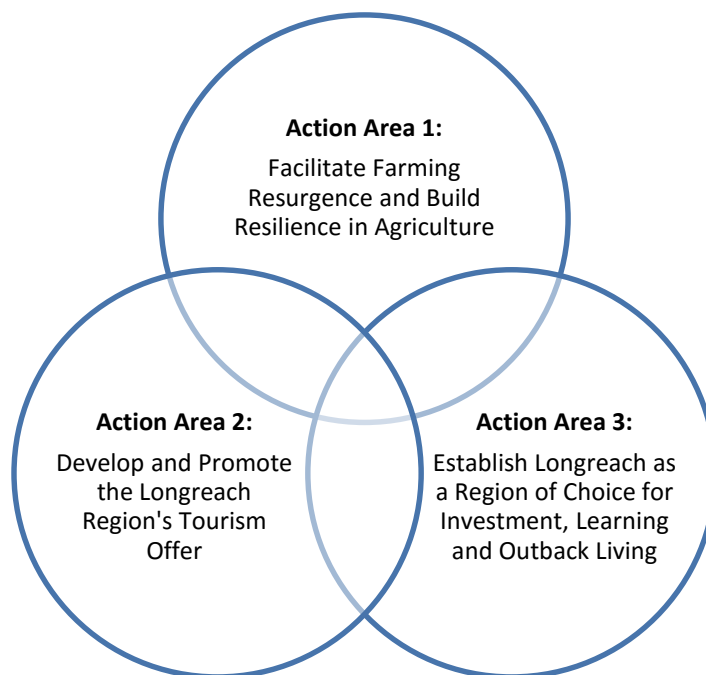 Action Area 1:
Facilitate Farming
Resurgence and Build
Resilience in Agriculture
Action Area 2:
Develop and Promote
the Longreach
Region's Tourism
Offer
Action Area 3:
Establish Longreach as
a Region of Choice for
Investment, Learning
and Outback Living